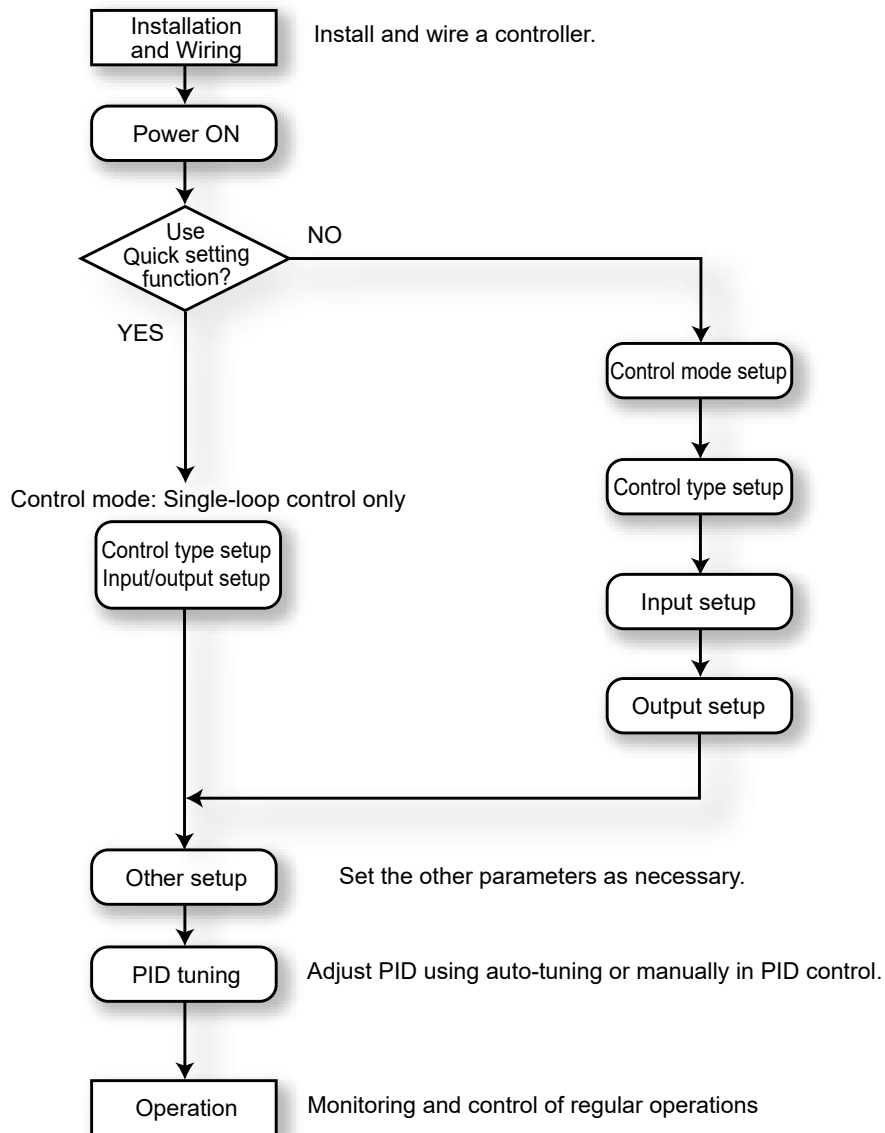 Installation
and Wiring
Install and wire a controller.
Power ON
Use
Quick setting
function?
NO
YES
Control mode setup
Control type setup
Input setup
Output setup
Control mode: Single-loop control only
Control type setup
Input/output setup
Other setup
Set the other parameters as necessary.
PID tuning
Adjust PID using auto-tuning or manually in PID control.
Operation
Monitoring and control of regular operations